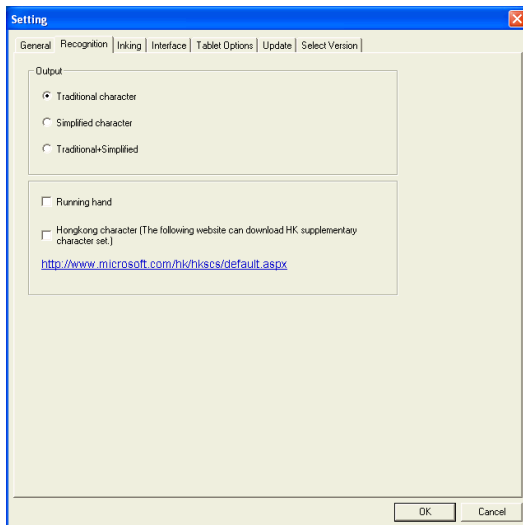 Setting
General Recognition Inking Interface Tablet Options Update Select Version
Output
Traditional character
Simplified character
Traditional+Simplified
Running hand
Hongkong character (The following website can download HK supplementary
character set.)
http://www.microsoft.com/hk/hkscs/default.aspx
OK Cancel